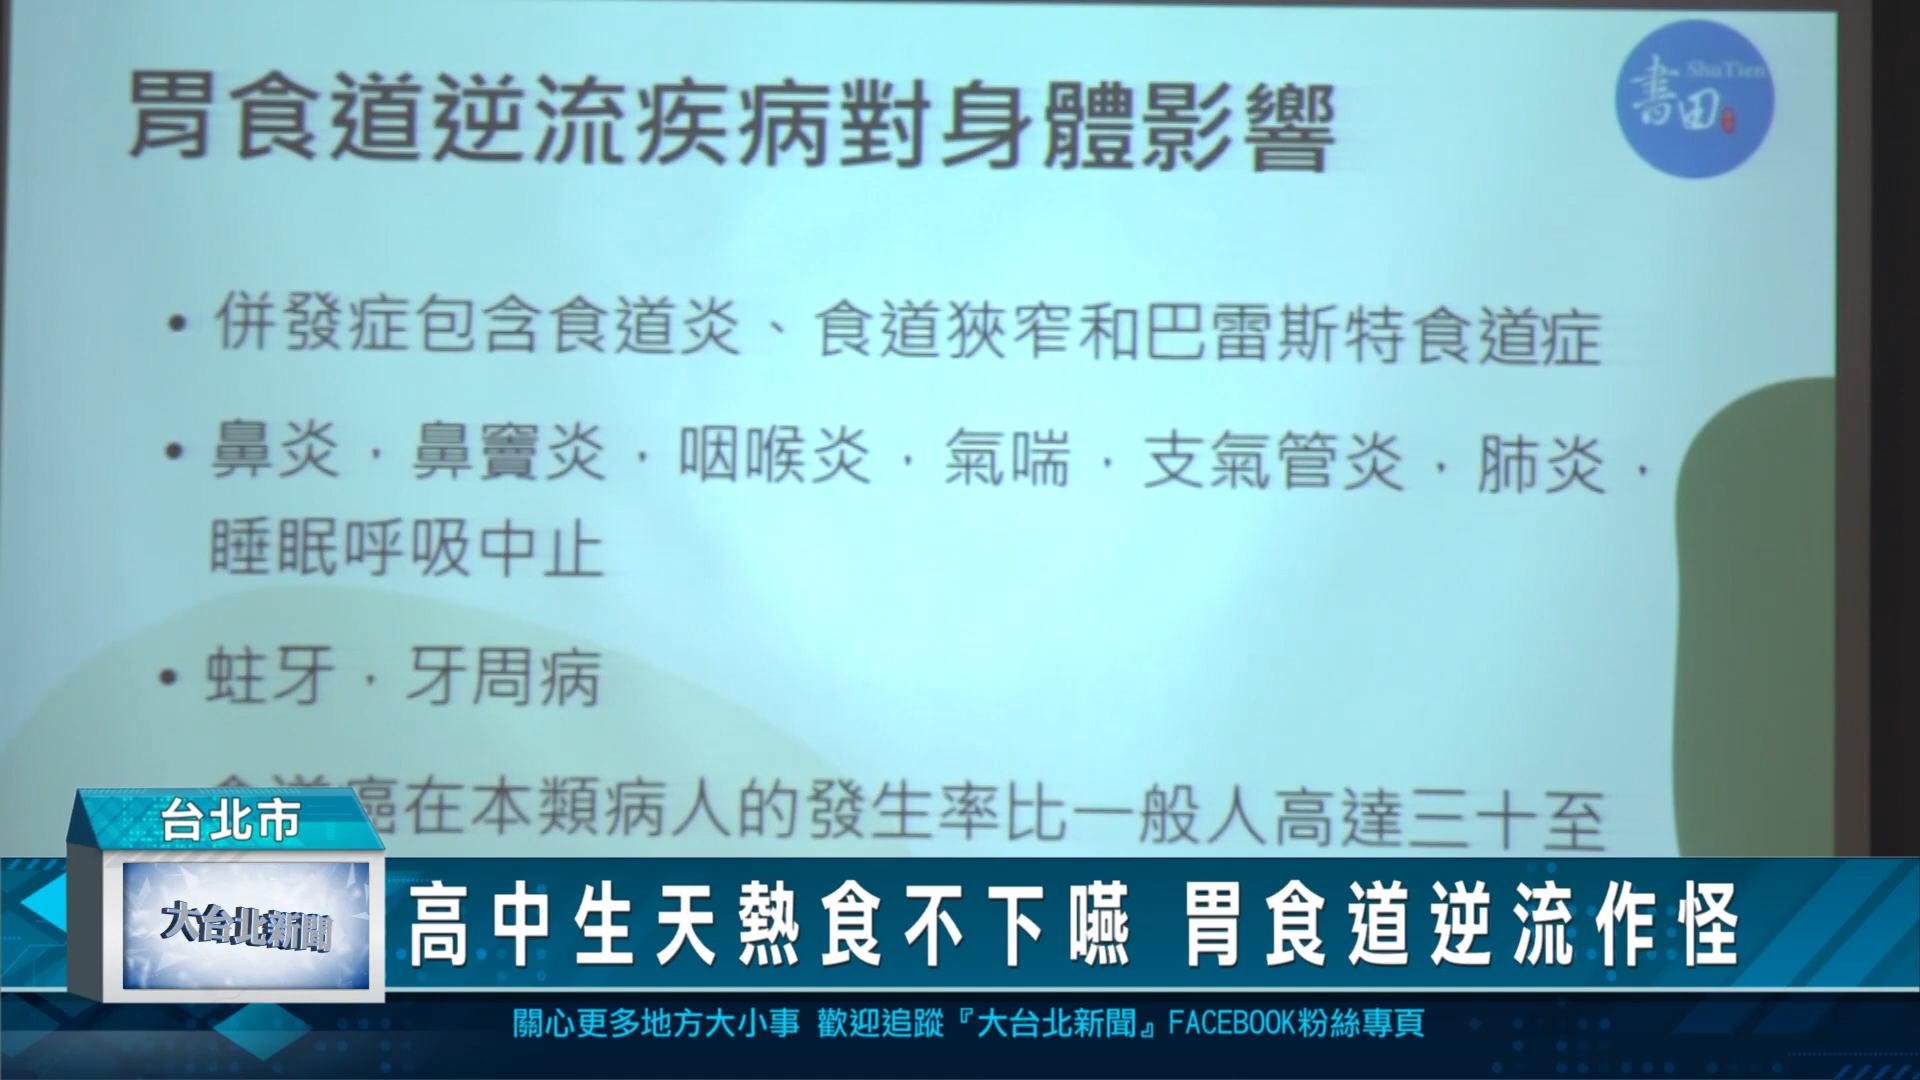 胃食道逆流疾病對身體影響
書田
ShuTien
• 併發症包含食道炎、食道狹窄和巴雷斯特食道症
• 鼻炎,鼻竇炎,咽喉炎,氣喘,支氣管炎,肺炎,
睡眠呼吸中止
• 蛀牙,牙周病
癌在本類病人的發生率比一般人高達三十至
台北市
大台北新聞
高中生天熱食不下嚥 胃食道逆流作怪
關心更多地方大小事 歡迎追蹤『大台北新聞』FACEBOOK粉絲專頁